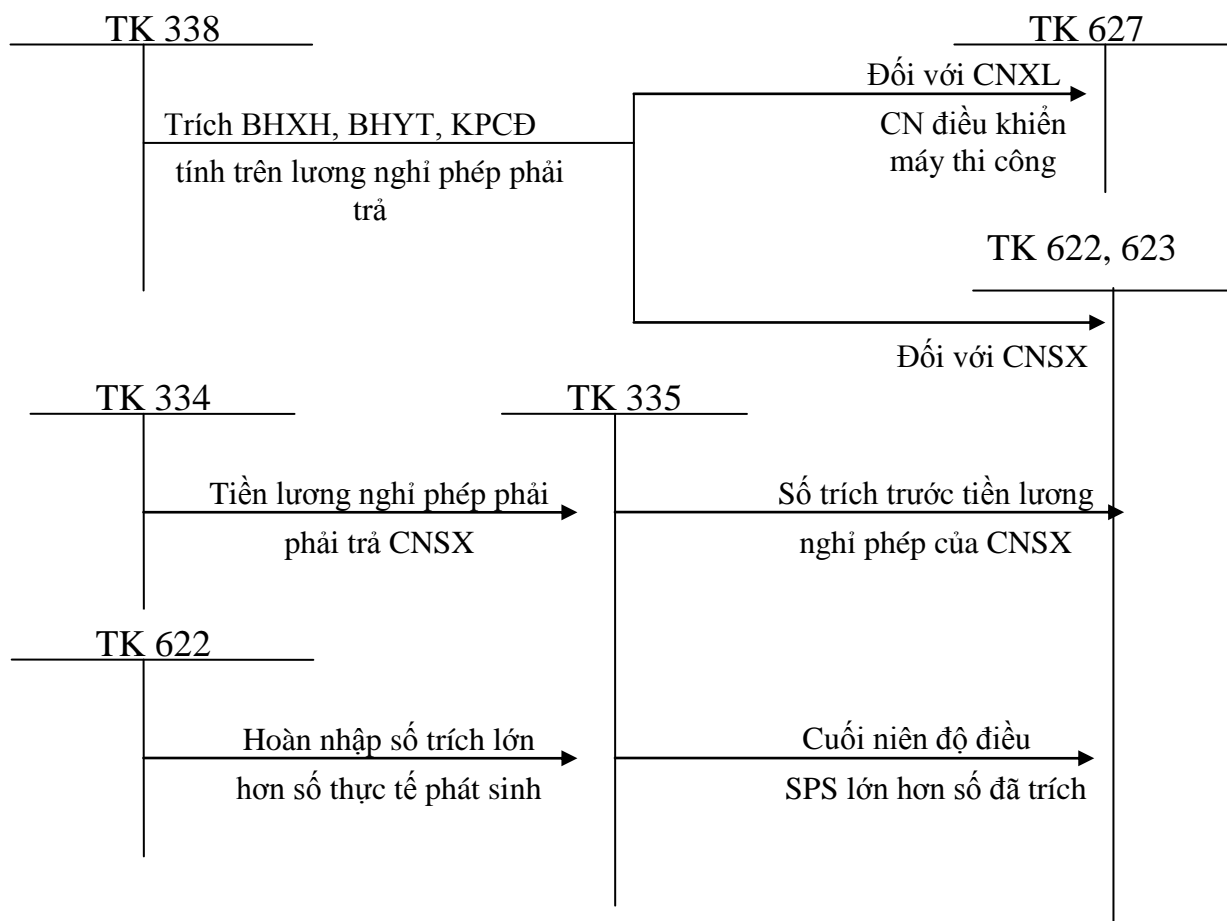 TK 338
TK 627
Đối với CNXL
Trích BHXH, BHYT, KPCĐ
CN điều khiển
máy thi công
tính trên lương nghỉ phép phải
trả
TK 622, 623
Đối với CNSX
TK 334
TK 335
Tiền lương nghỉ phép phải
phải trả CNSX
Số trích trước tiền lương
nghỉ phép của CNSX
TK 622
Hoàn nhập số trích lớn
hơn số thực tế phát sinh
Cuối niên độ điều
SPS lớn hơn số đã trích